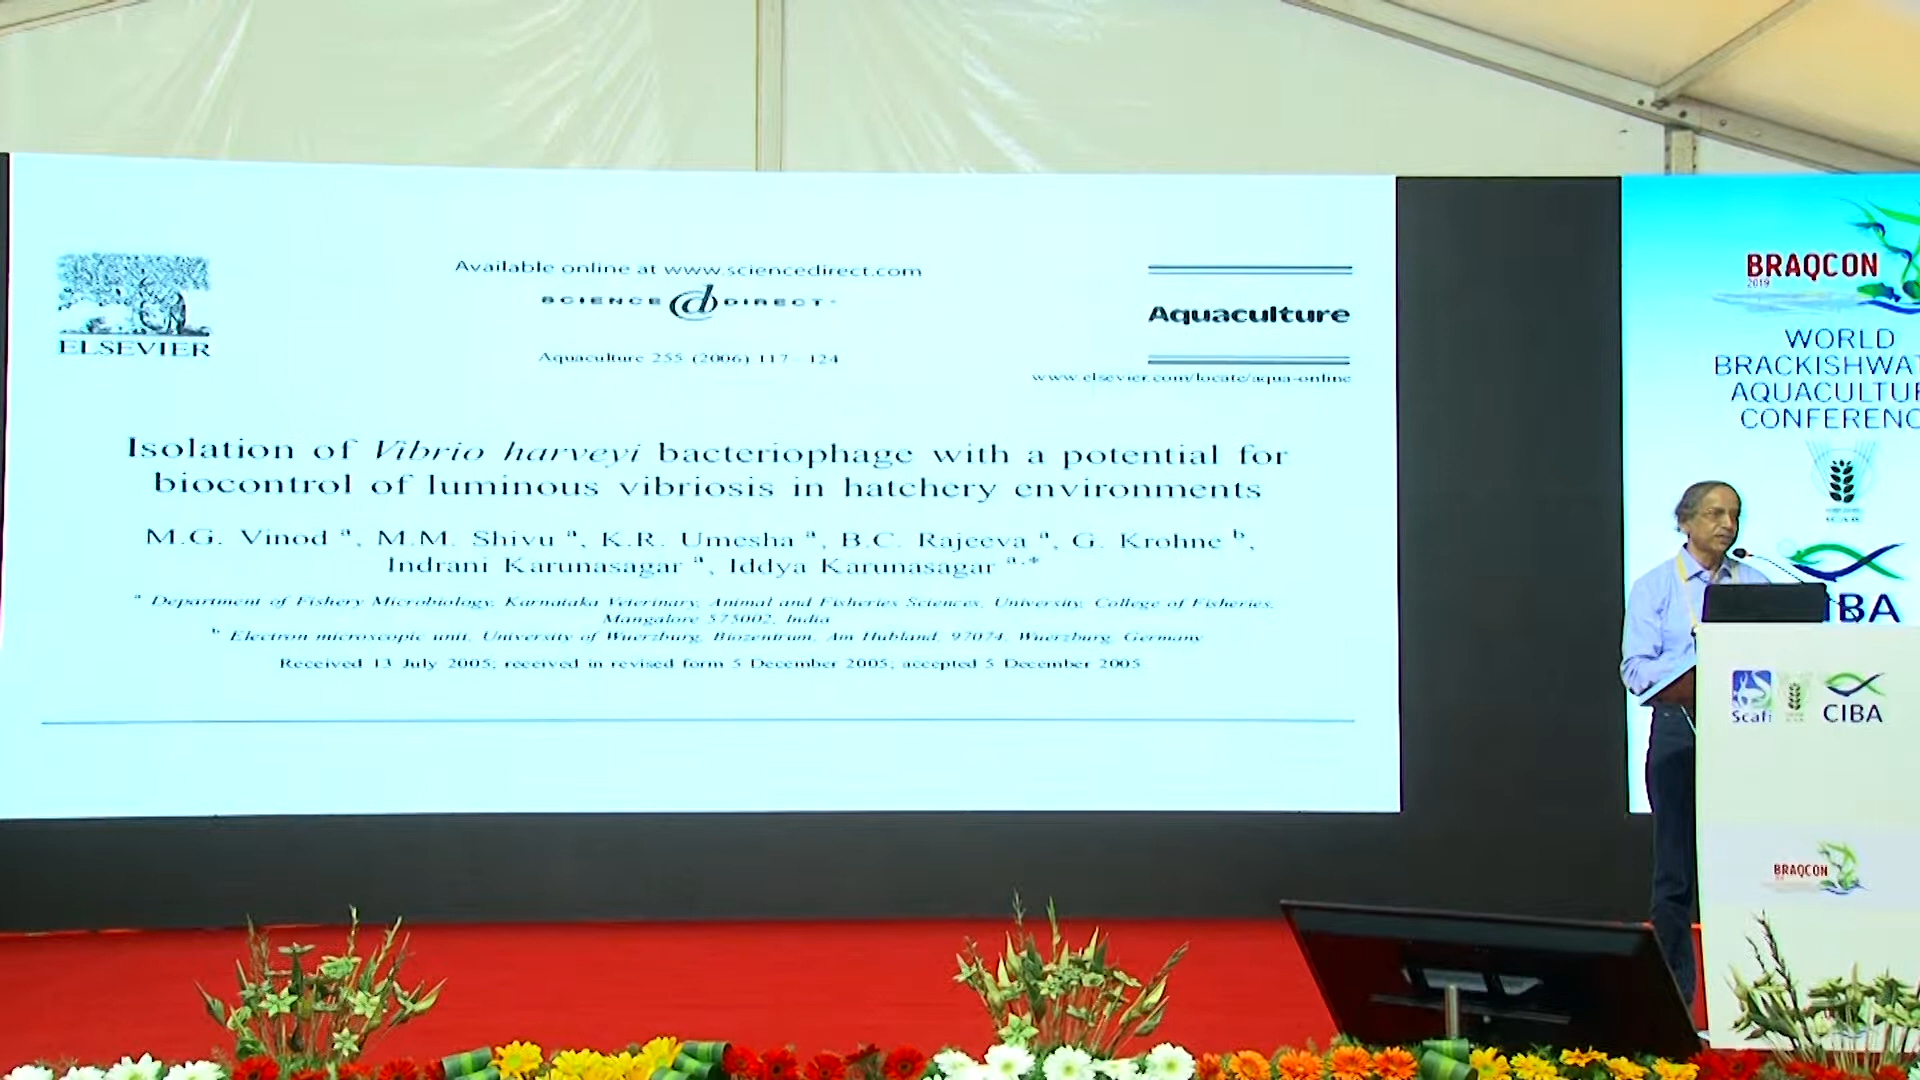 ELSEVIER
Available online at www.sciencedirect.com
SCIENCE @ DIRECT®
Aquaculture 255 (2006) 117–124
Aquaculture
www.elsevier.com/locate/aqua-online
Isolation of Vibrio harveyi bacteriophage with a potential for
biocontrol of luminous vibriosis in hatchery environments
M.G. Vinod a, M.M. Shivu a, K.R. Umesha a, B.C. Rajeeva a, G. Krohne b,
Indrani Karunasagar a, Iddya Karunasagar a,*
a Department of Fishery Microbiology, Karnataka Veterinary, Animal and Fisheries Sciences, University, College of Fisheries,
Mangalore 575002, India
b Electron microscopic unit, University of Wuerzburg, Biozentrum, Am Hubland, 97074, Wuerzburg, Germany
Received 13 July 2005; received in revised form 5 December 2005; accepted 5 December 2005
BRAQCON
2019
WORLD
BRACKISHWAT
AQUACULTUR
CONFERENC
ICAR
IBA
Scafi
CIBA
BRAQCON